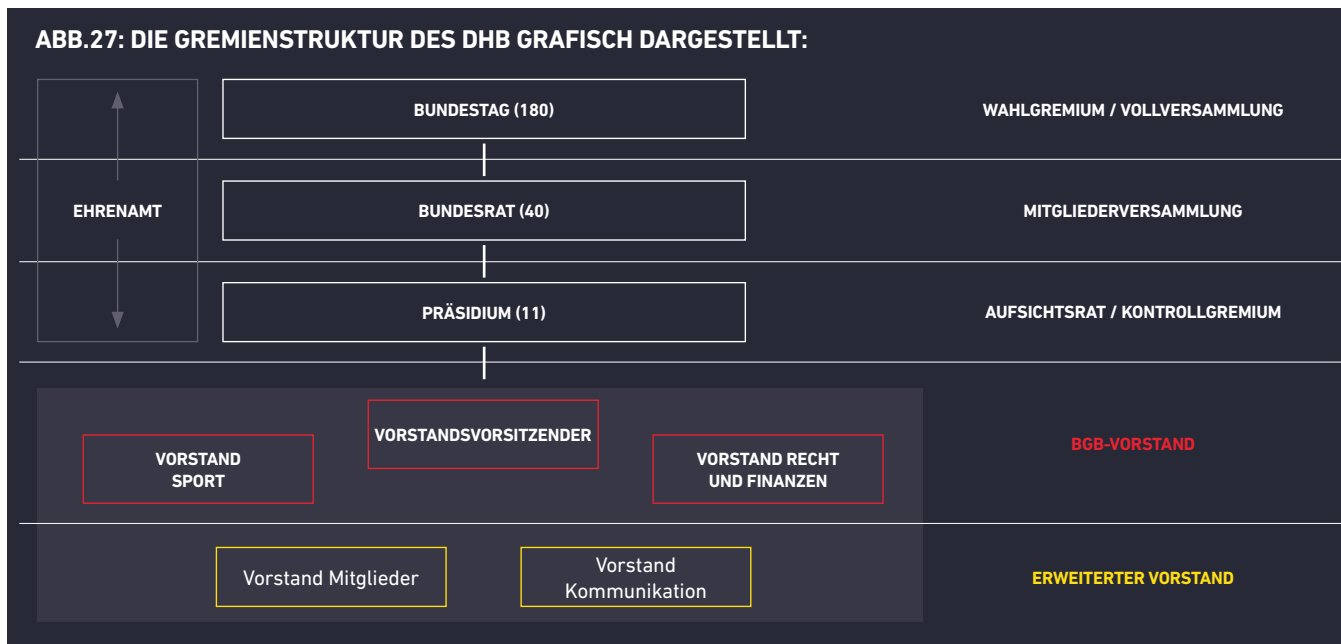 ABB.27: DIE GREMIENSTRUKTUR DES DHB GRAFISCH DARGESTELLT:
BUNDESTAG (180)
WAHLGREMIUM / VOLLVERSAMMLUNG
EHRENAMT
BUNDESRAT (40)
MITGLIEDERVERSAMMLUNG
PRÄSIDIUM (11)
AUFSICHTSRAT / KONTROLLGREMIUM
VORSTANDSVORSITZENDER
VORSTAND
SPORT
VORSTAND RECHT
UND FINANZEN
BGB-VORSTAND
Vorstand Mitglieder
Vorstand
Kommunikation
ERWEITERTER VORSTAND